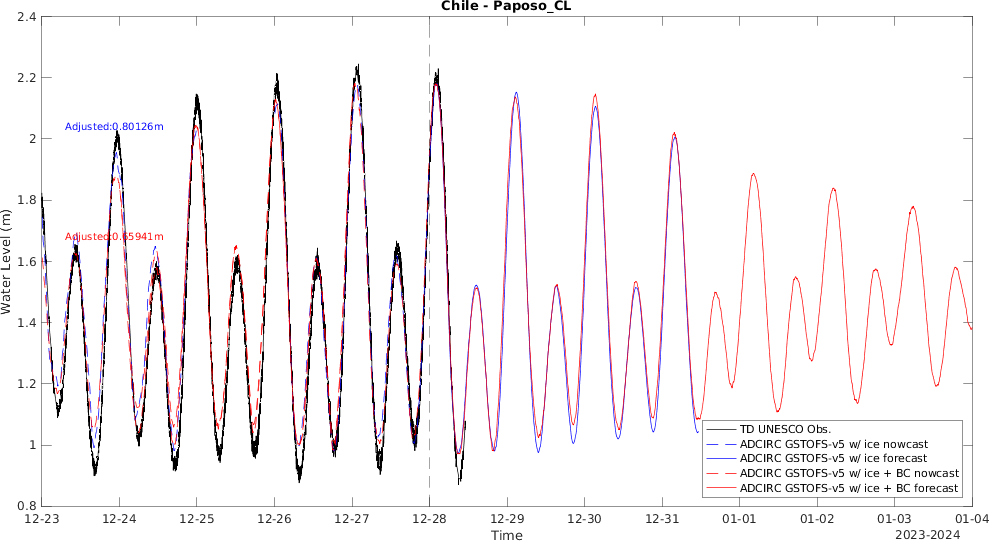 Chile - Paposo_CL
2.4
2.2
2
1.8
1.6
1.4
1.2
1
0.8
Water Level (m)
Adjusted:0.80126m
Adjusted:0.65941m
TD UNESCO Obs.
ADCIRC GSTOFS-v5 w/ ice nowcast
ADCIRC GSTOFS-v5 w/ ice forecast
ADCIRC GSTOFS-v5 w/ ice + BC nowcast
ADCIRC GSTOFS-v5 w/ ice + BC forecast
12-23 12-24 12-25 12-26 12-27 12-28 12-29 12-30 12-31 01-01 01-02 01-03 01-04
Time
2023-2024